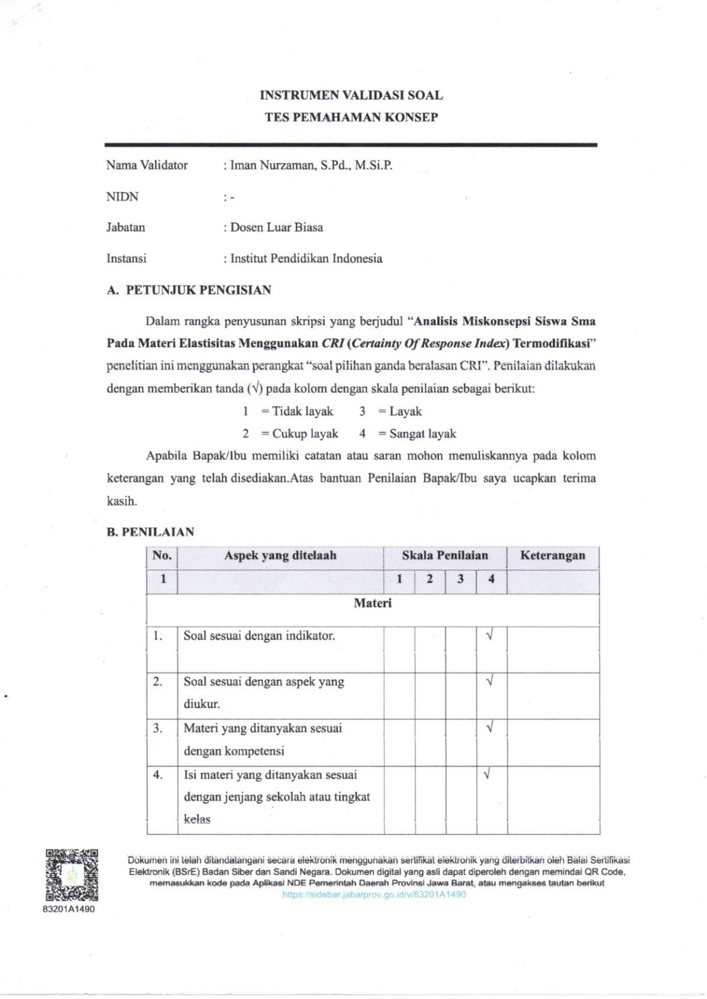 INSTRUMEN VALIDASI SOAL
TES PEMAHAMAN KONSEP
Nama Validator : Iman Nurzaman, S.Pd., M.Si.P.
NIDN : -
Jabatan : Dosen Luar Biasa
Instansi : Institut Pendidikan Indonesia
A. PETUNJUK PENGISIAN
Dalam rangka penyusunan skripsi yang berjudul “Analisis Miskonsepsi Siswa Sma
Pada Materi Elastisitas Menggunakan CRI (Certainty Of Response Index) Termodifikasi”
penelitian ini menggunakan perangkat “soal pilihan ganda beralasan CRI”. Penilaian dilakukan
dengan memberikan tanda (√) pada kolom dengan skala penilaian sebagai berikut:
1 = Tidak layak 3 = Layak
2 = Cukup layak 4 = Sangat layak
Apabila Bapak/Ibu memiliki catatan atau saran mohon menuliskannya pada kolom
keterangan yang telah disediakan.Atas bantuan Penilaian Bapak/Ibu saya ucapkan terima
kasih.
B. PENILAIAN
No. Aspek yang ditelaah Skala Penilaian Keterangan
1 1 2 3 4
Materi
1. Soal sesuai dengan indikator. √
2. Soal sesuai dengan aspek yang √
diukur.
3. Materi yang ditanyakan sesuai √
dengan kompetensi
4. Isi materi yang ditanyakan sesuai √
dengan jenjang sekolah atau tingkat
kelas
Dokumen ini telah ditandatangani secara elektronik menggunakan sertifikat elektronik yang diterbitkan oleh Balai Sertifikasi
Elektronik (BSrE) Badan Siber dan Sandi Negara. Dokumen digital yang asli dapat diperoleh dengan memindai QR Code,
memasukkan kode pada Aplikasi NDE Pemerintah Daerah Provinsi Jawa Barat, atau mengakses tautan berikut
https://sidebar.jabarprov.go.id/v/83201A1490
83201A1490